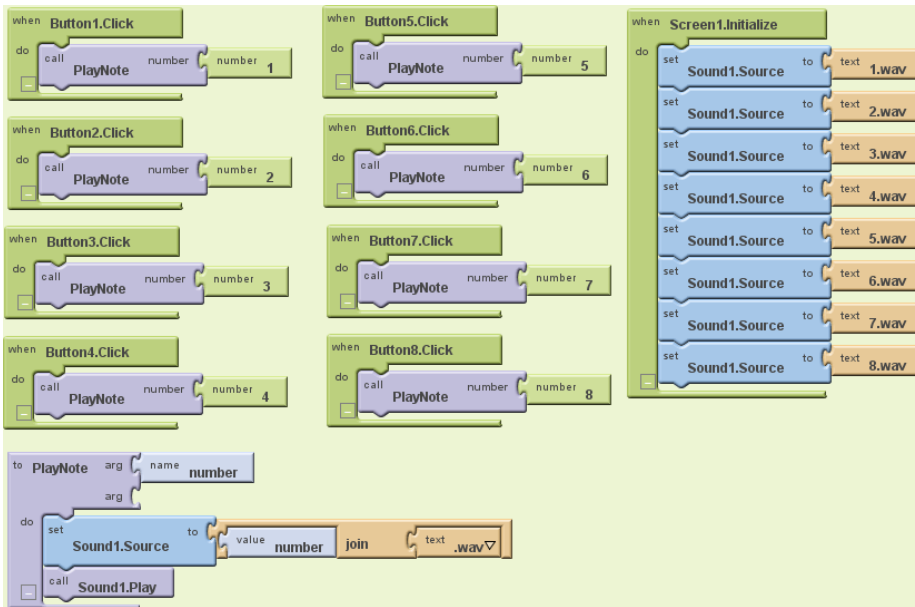 when Button1.Click
do call PlayNote number number 1
when Button2.Click
do call PlayNote number number 2
when Button3.Click
do call PlayNote number number 3
when Button4.Click
do call PlayNote number number 4
when Button5.Click
do call PlayNote number number 5
when Button6.Click
do call PlayNote number number 6
when Button7.Click
do call PlayNote number number 7
when Button8.Click
do call PlayNote number number 8
when Screen1.Initialize
do set Sound1.Source to text 1.wav
set Sound1.Source to text 2.wav
set Sound1.Source to text 3.wav
set Sound1.Source to text 4.wav
set Sound1.Source to text 5.wav
set Sound1.Source to text 6.wav
set Sound1.Source to text 7.wav
set Sound1.Source to text 8.wav
to PlayNote arg name number
arg
do set Sound1.Source to value number join text .wav
call Sound1.Play